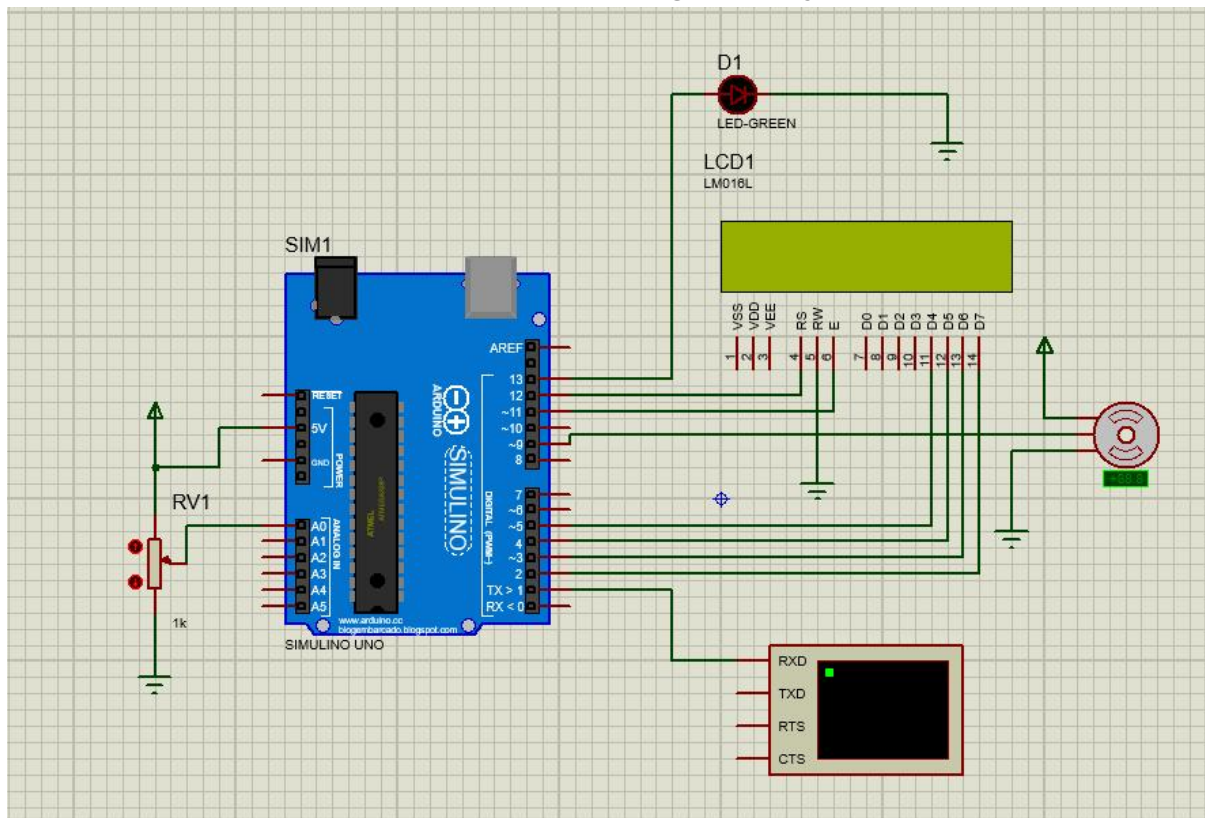 D1
LED-GREEN
LCD1
LM016L
SIM1
VSS
VDD
VEE
RS
RW
E
D0
D1
D2
D3
D4
D5
D6
D7
1
2
3
4
5
6
7
8
9
10
11
12
13
14
AREF
13
12
~11
~10
~9
8
RESET
5V
GND
POWER
ARDUINO
SIMULINO
ATMEL
DIGITAL (PWM~)
7
~6
~5
4
~3
2
TX > 1
RX < 0
RV1
1k
A0
A1
A2
A3
A4
A5
ANALOG IN
www.arduino.cc
blogembarcado.blogspot.com
SIMULINO UNO
+68.8
RXD
TXD
RTS
CTS